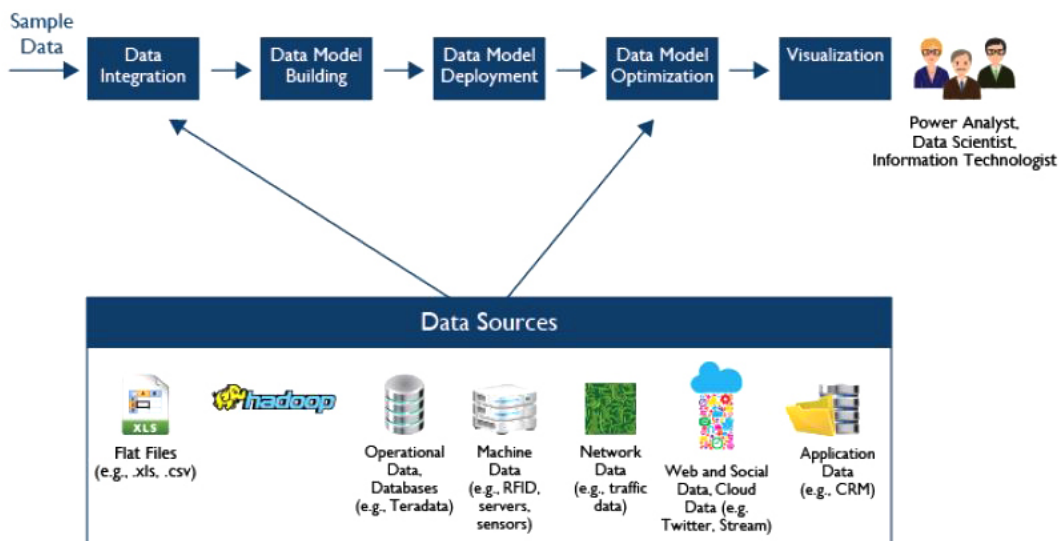 Sample
Data
Data
Integration
Data Model
Building
Data Model
Deployment
Data Model
Optimization
Visualization
Power Analyst,
Data Scientist,
Information Technologist
Data Sources
XLS
Flat Files
(e.g., .xls, .csv)
hadoop
Operational
Data,
Databases
(e.g., Teradata)
Machine
Data
(e.g., RFID,
servers,
sensors)
Network
Data
(e.g., traffic
data)
Web and Social
Data, Cloud
Data (e.g.
Twitter, Stream)
Application
Data
(e.g., CRM)